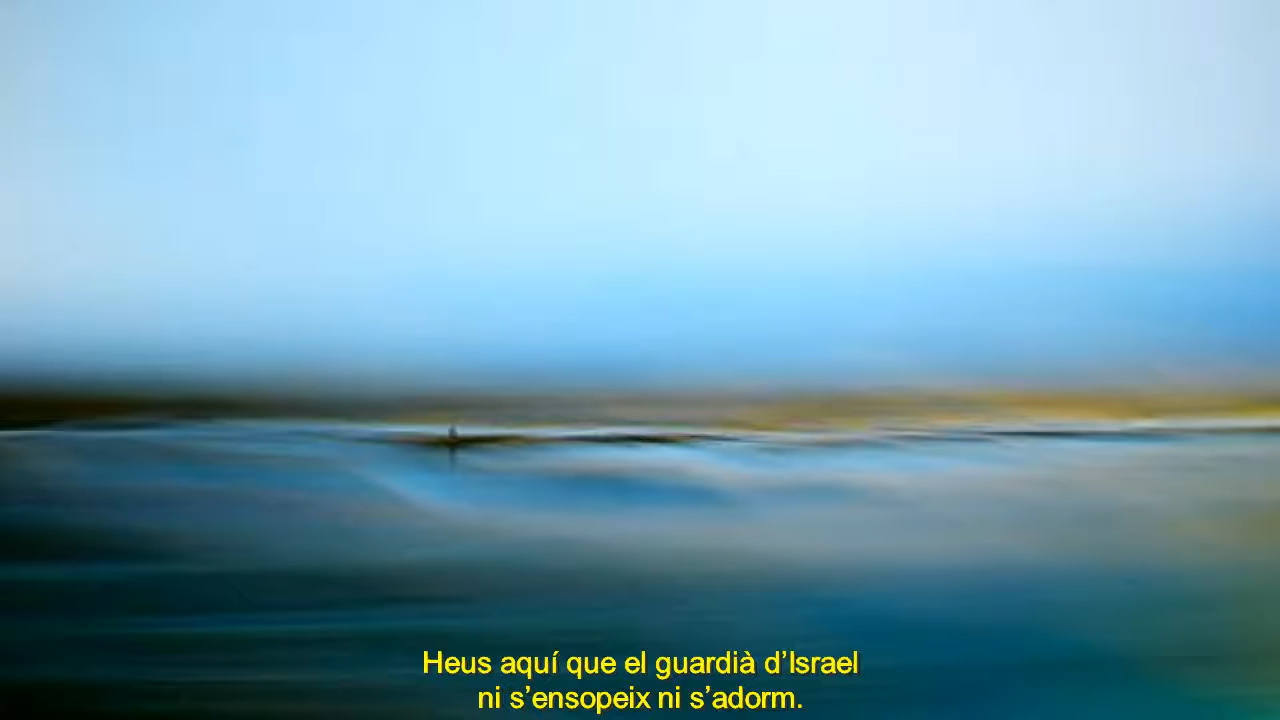 Heus aquí que el guardià d’Israel
ni s’ensopeix ni s’adorm.